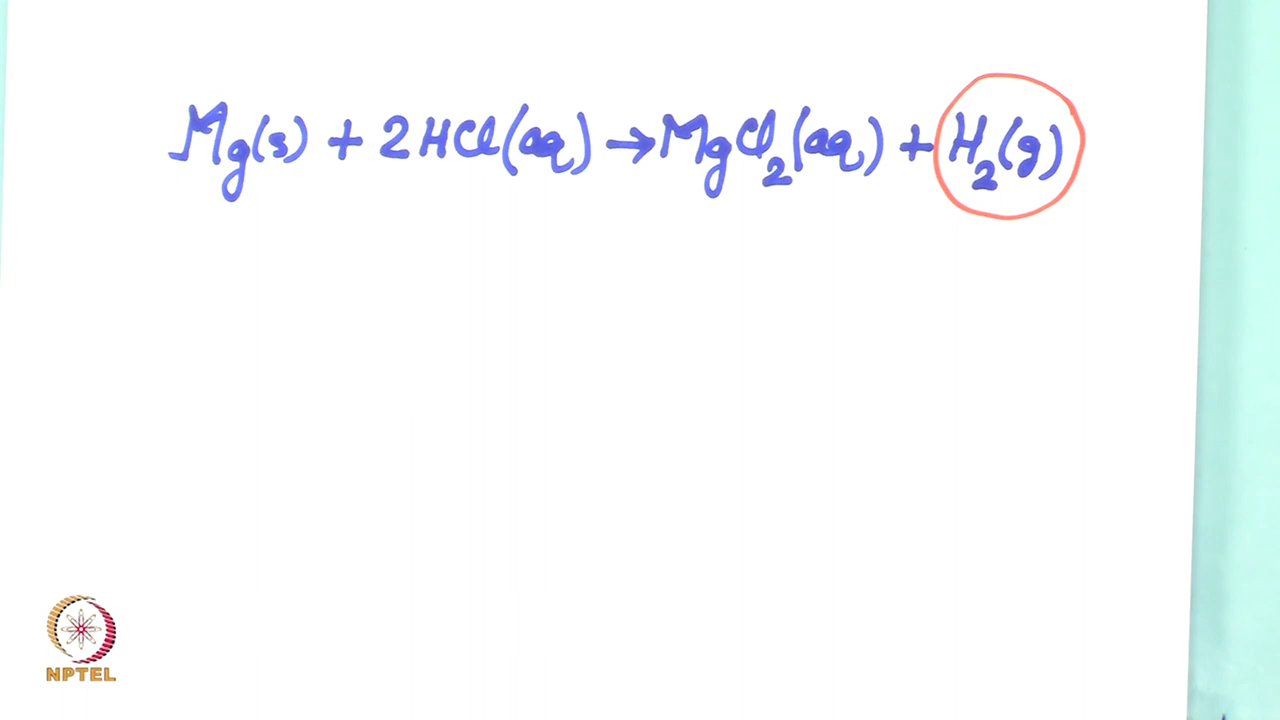 Mg(s) + 2HCl(aq) → MgCl₂(aq) + H₂(g)
NPTEL